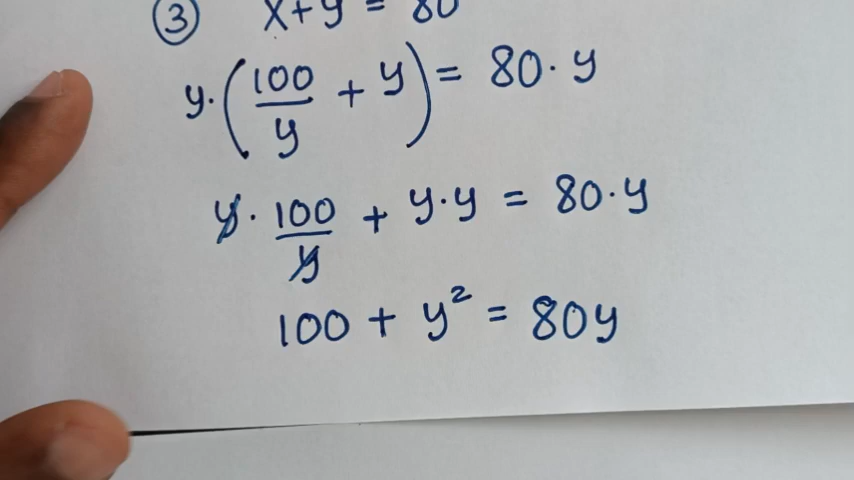 ③ x+y = 80
y·(100/y + y) = 80·y
y·100/y + y·y = 80·y
100 + y² = 80y